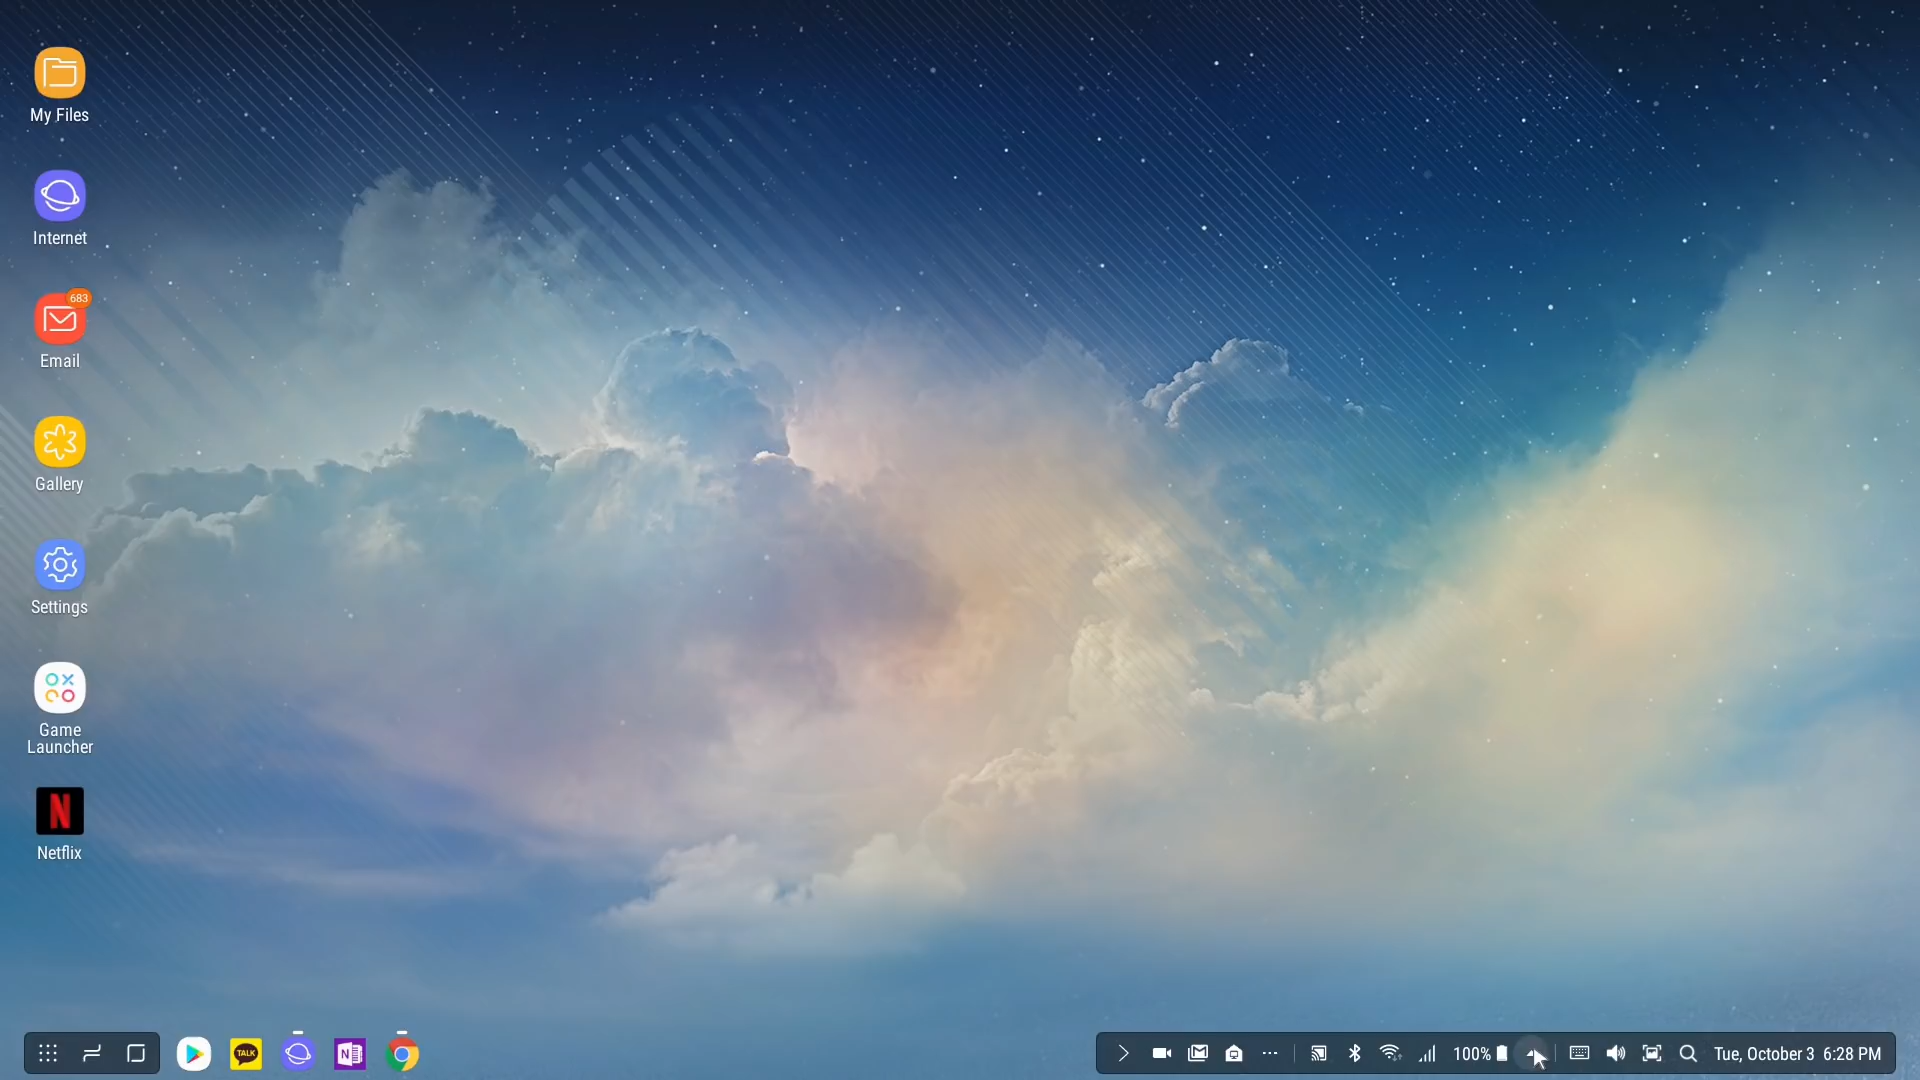 My Files
Internet
683
Email
Gallery
Settings
Game
Launcher
N
Netflix
TALK
N
100%
Tue, October 3 6:28 PM